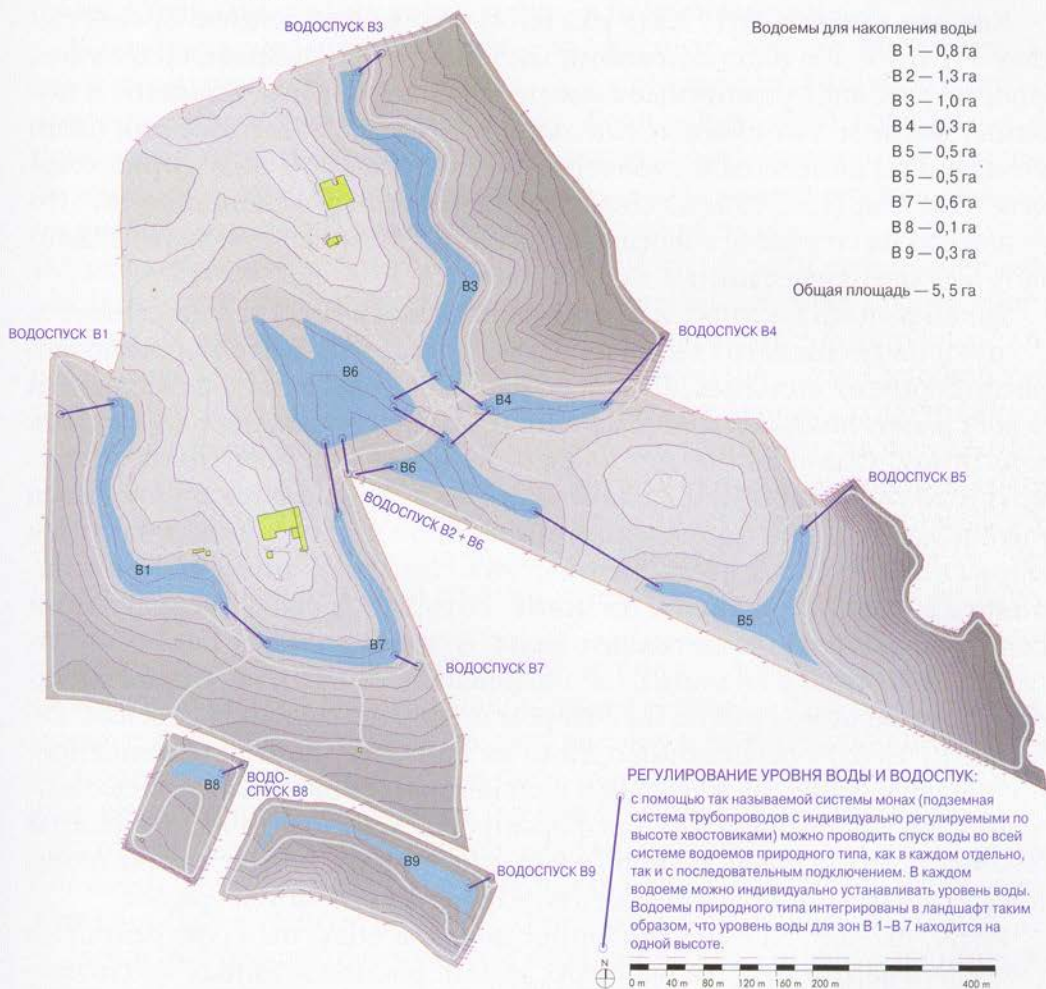 ВОДОСПУСК В3
Водоемы для накопления воды
В 1 — 0,8 га
В 2 — 1,3 га
В 3 — 1,0 га
В 4 — 0,3 га
В 5 — 0,5 га
В 5 — 0,5 га
В 7 — 0,6 га
В 8 — 0,1 га
В 9 — 0,3 га
Общая площадь — 5, 5 га
В3
ВОДОСПУСК В1
ВОДОСПУСК В4
В6
В4
В6
ВОДОСПУСК В5
ВОДОСПУСК В2 + В6
В1
В5
В7
ВОДОСПУСК В7
В8
ВОДО-
СПУСК В8
В9
ВОДОСПУСК В9
РЕГУЛИРОВАНИЕ УРОВНЯ ВОДЫ И ВОДОСПУК:
с помощью так называемой системы монах (подземная
система трубопроводов с индивидуально регулируемыми по
высоте хвостовиками) можно проводить спуск воды во всей
системе водоемов природного типа, как в каждом отдельно,
так и с последовательным подключением. В каждом
водоеме можно индивидуально устанавливать уровень воды.
Водоемы природного типа интегрированы в ландшафт таким
образом, что уровень воды для зон В 1–В 7 находится на
одной высоте.
N
0 m 40 m 80 m 120 m 160 m 200 m 400 m